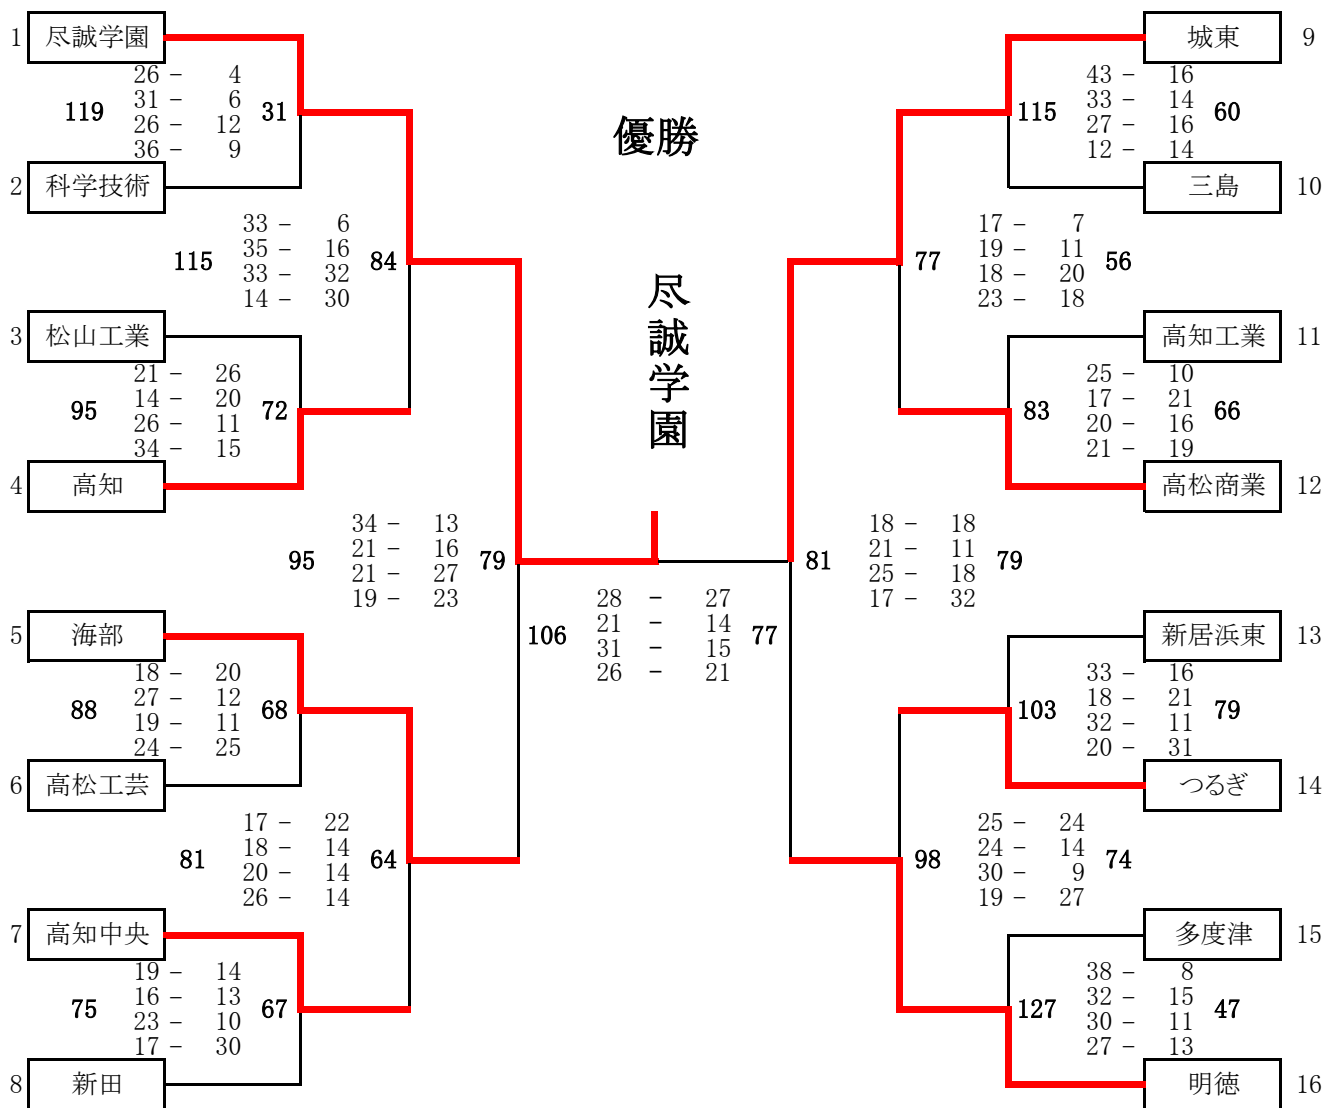 1 尽誠学園
26 － 4
31 － 6
119 31
26 － 12
36 － 9
2 科学技術
33 － 6
35 － 16
115 84
33 － 32
14 － 30
3 松山工業
21 － 26
14 － 20
95 72
26 － 11
34 － 15
4 高知
34 － 13
21 － 16
95 79
21 － 27
19 － 23
5 海部
18 － 20
27 － 12
88 68
19 － 11
24 － 25
6 高松工芸
17 － 22
18 － 14
81 64
20 － 14
26 － 14
7 高知中央
19 － 14
16 － 13
75 67
23 － 10
17 － 30
8 新田
優勝
尽誠学園
28 － 27
21 － 14
106 77
31 － 15
26 － 21
城東 9
43 － 16
33 － 14
115 60
27 － 16
12 － 14
三島 10
17 － 7
19 － 11
77 56
18 － 20
23 － 18
高知工業 11
25 － 10
17 － 21
83 66
20 － 16
21 － 19
高松商業 12
18 － 18
21 － 11
81 79
25 － 18
17 － 32
新居浜東 13
33 － 16
18 － 21
103 79
32 － 11
20 － 31
つるぎ 14
25 － 24
24 － 14
98 74
30 － 9
19 － 27
多度津 15
38 － 8
32 － 15
127 47
30 － 11
27 － 13
明徳 16